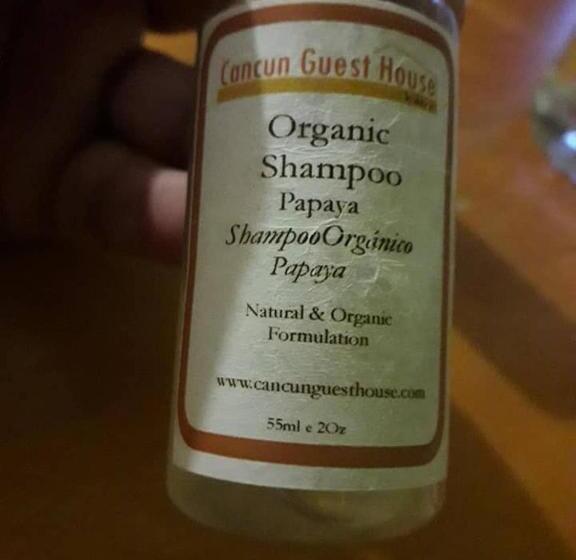 Cancun Guest House
Organic
Shampoo
Papaya
ShampooOrgánico
Papaya
Natural & Organic
Formulation
www.cancunguesthouse.com
55ml e 2Oz